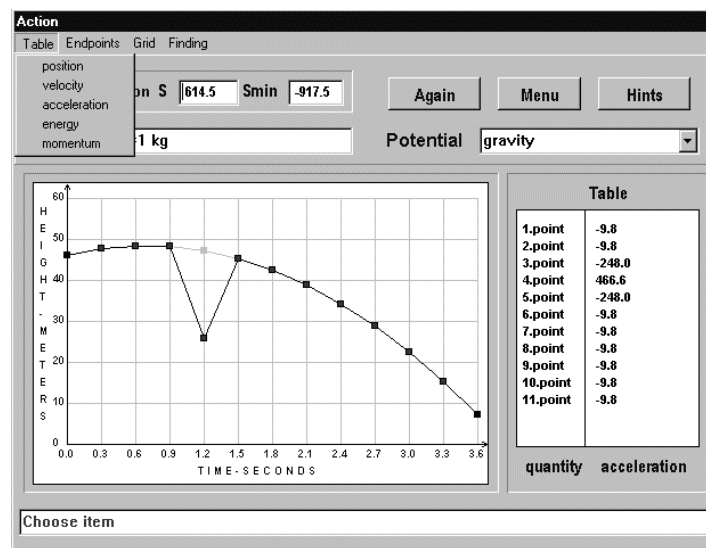 Action
Table Endpoints Grid Finding
position
velocity
acceleration
energy
momentum
on S 614.5 Smin -917.5
Again Menu Hints
=1 kg
Potential gravity
HEIGHT-METERS
60
50
40
30
20
10
0
0.0 0.3 0.6 0.9 1.2 1.5 1.8 2.1 2.4 2.7 3.0 3.3 3.6
TIME-SECONDS
Table
1.point -9.8
2.point -9.8
3.point -248.0
4.point 466.6
5.point -248.0
6.point -9.8
7.point -9.8
8.point -9.8
9.point -9.8
10.point -9.8
11.point -9.8
quantity acceleration
Choose item